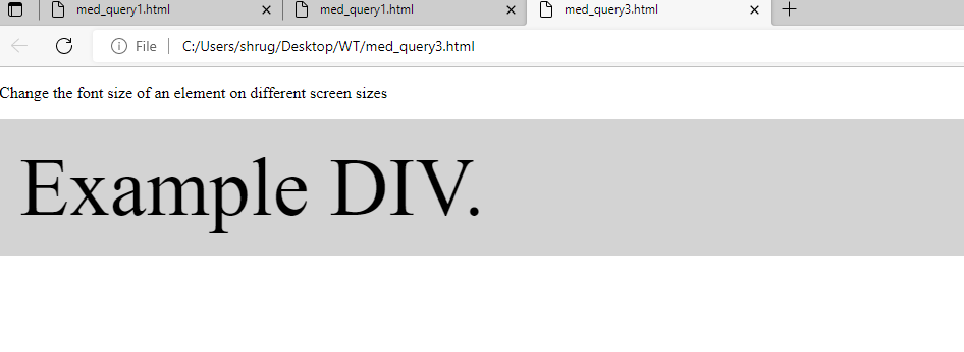 med_query1.html med_query1.html med_query3.html
File C:/Users/shrug/Desktop/WT/med_query3.html
Change the font size of an element on different screen sizes
Example DIV.